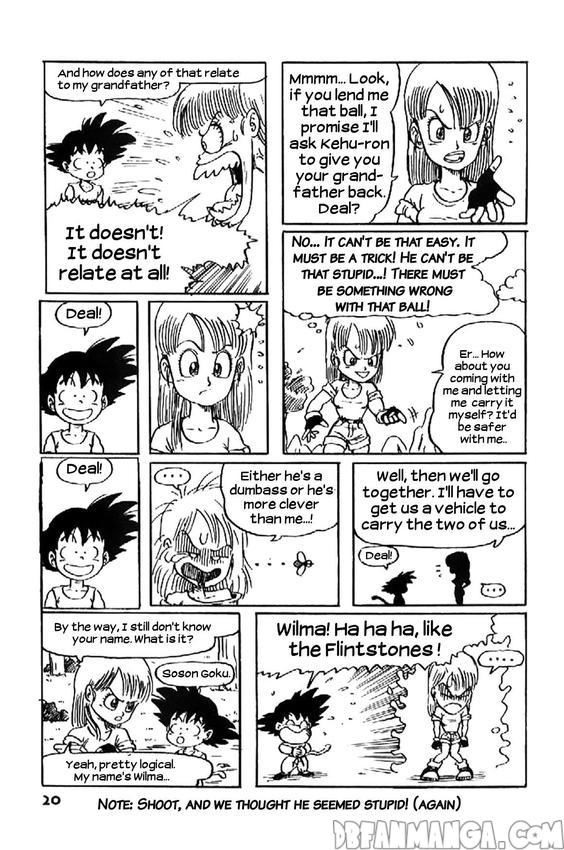 And how does any of that relate
to my grandfather?
It doesn't!
It doesn't
relate at all!
Mmmm... Look,
if you lend me
that ball, I
promise I'll
ask Kehu-ron
to give you
your grand-
father back.
Deal?
No... It can't be that easy. It
must be a trick! He can't be
that stupid...! There must
be something wrong
with that ball!
Er... How
about you
coming with
me and letting
me carry it
myself? It'd
be safer
with me..
Deal!
Deal!
....
Either he's a
dumbass or he's
more clever
than me...!
Well, then we'll go
together. I'll have to
get us a vehicle to
carry the two of us...
Deal!
...
By the way, I still don't know
your name. What is it?
Soson Goku.
Yeah, pretty logical.
My name's Wilma...
Wilma! Ha ha ha, like
the Flintstones !
....
20
Note: Shoot, and we thought he seemed stupid! (again)
DBFANMANGA.COM